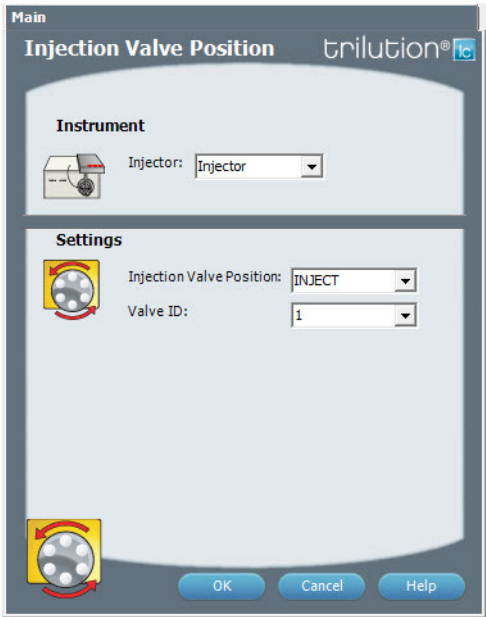 Main
Injection Valve Position trilution® lc
Instrument
Injector: Injector
Settings
Injection Valve Position: INJECT
Valve ID: 1
OK Cancel Help